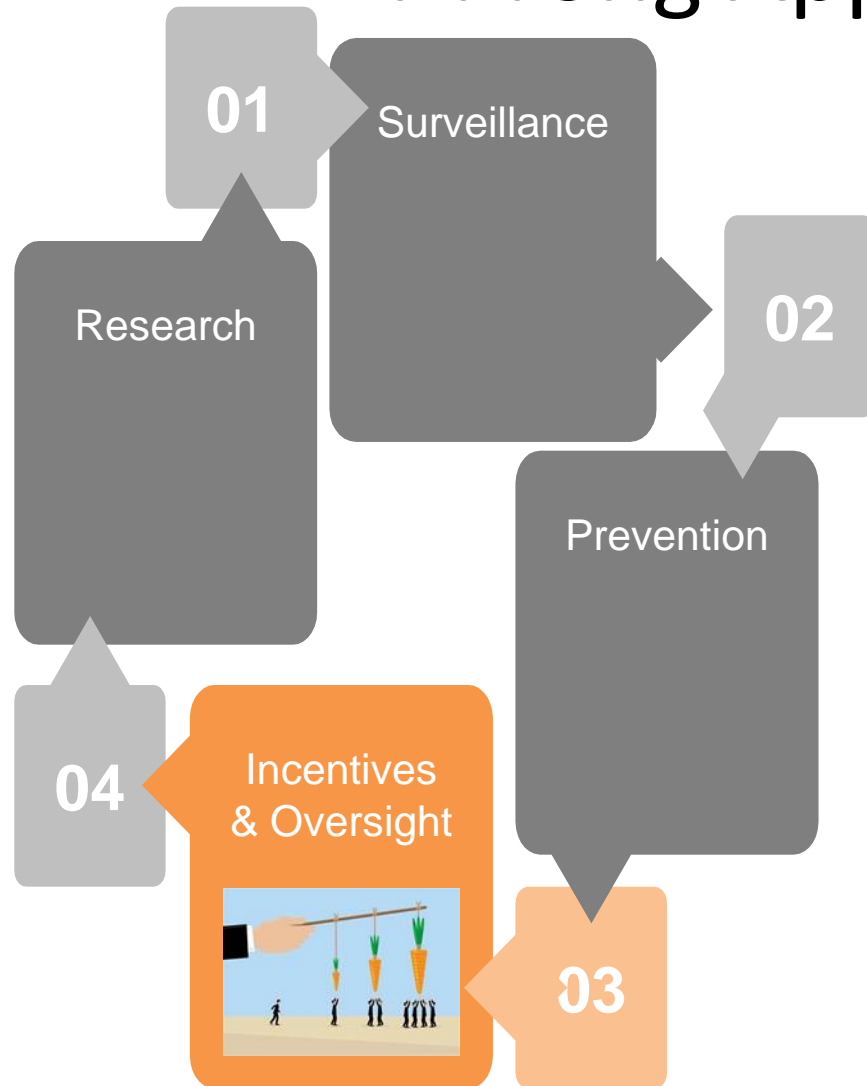 01
Surveillance
02
Research
Prevention
04
Incentives
& Oversight
03